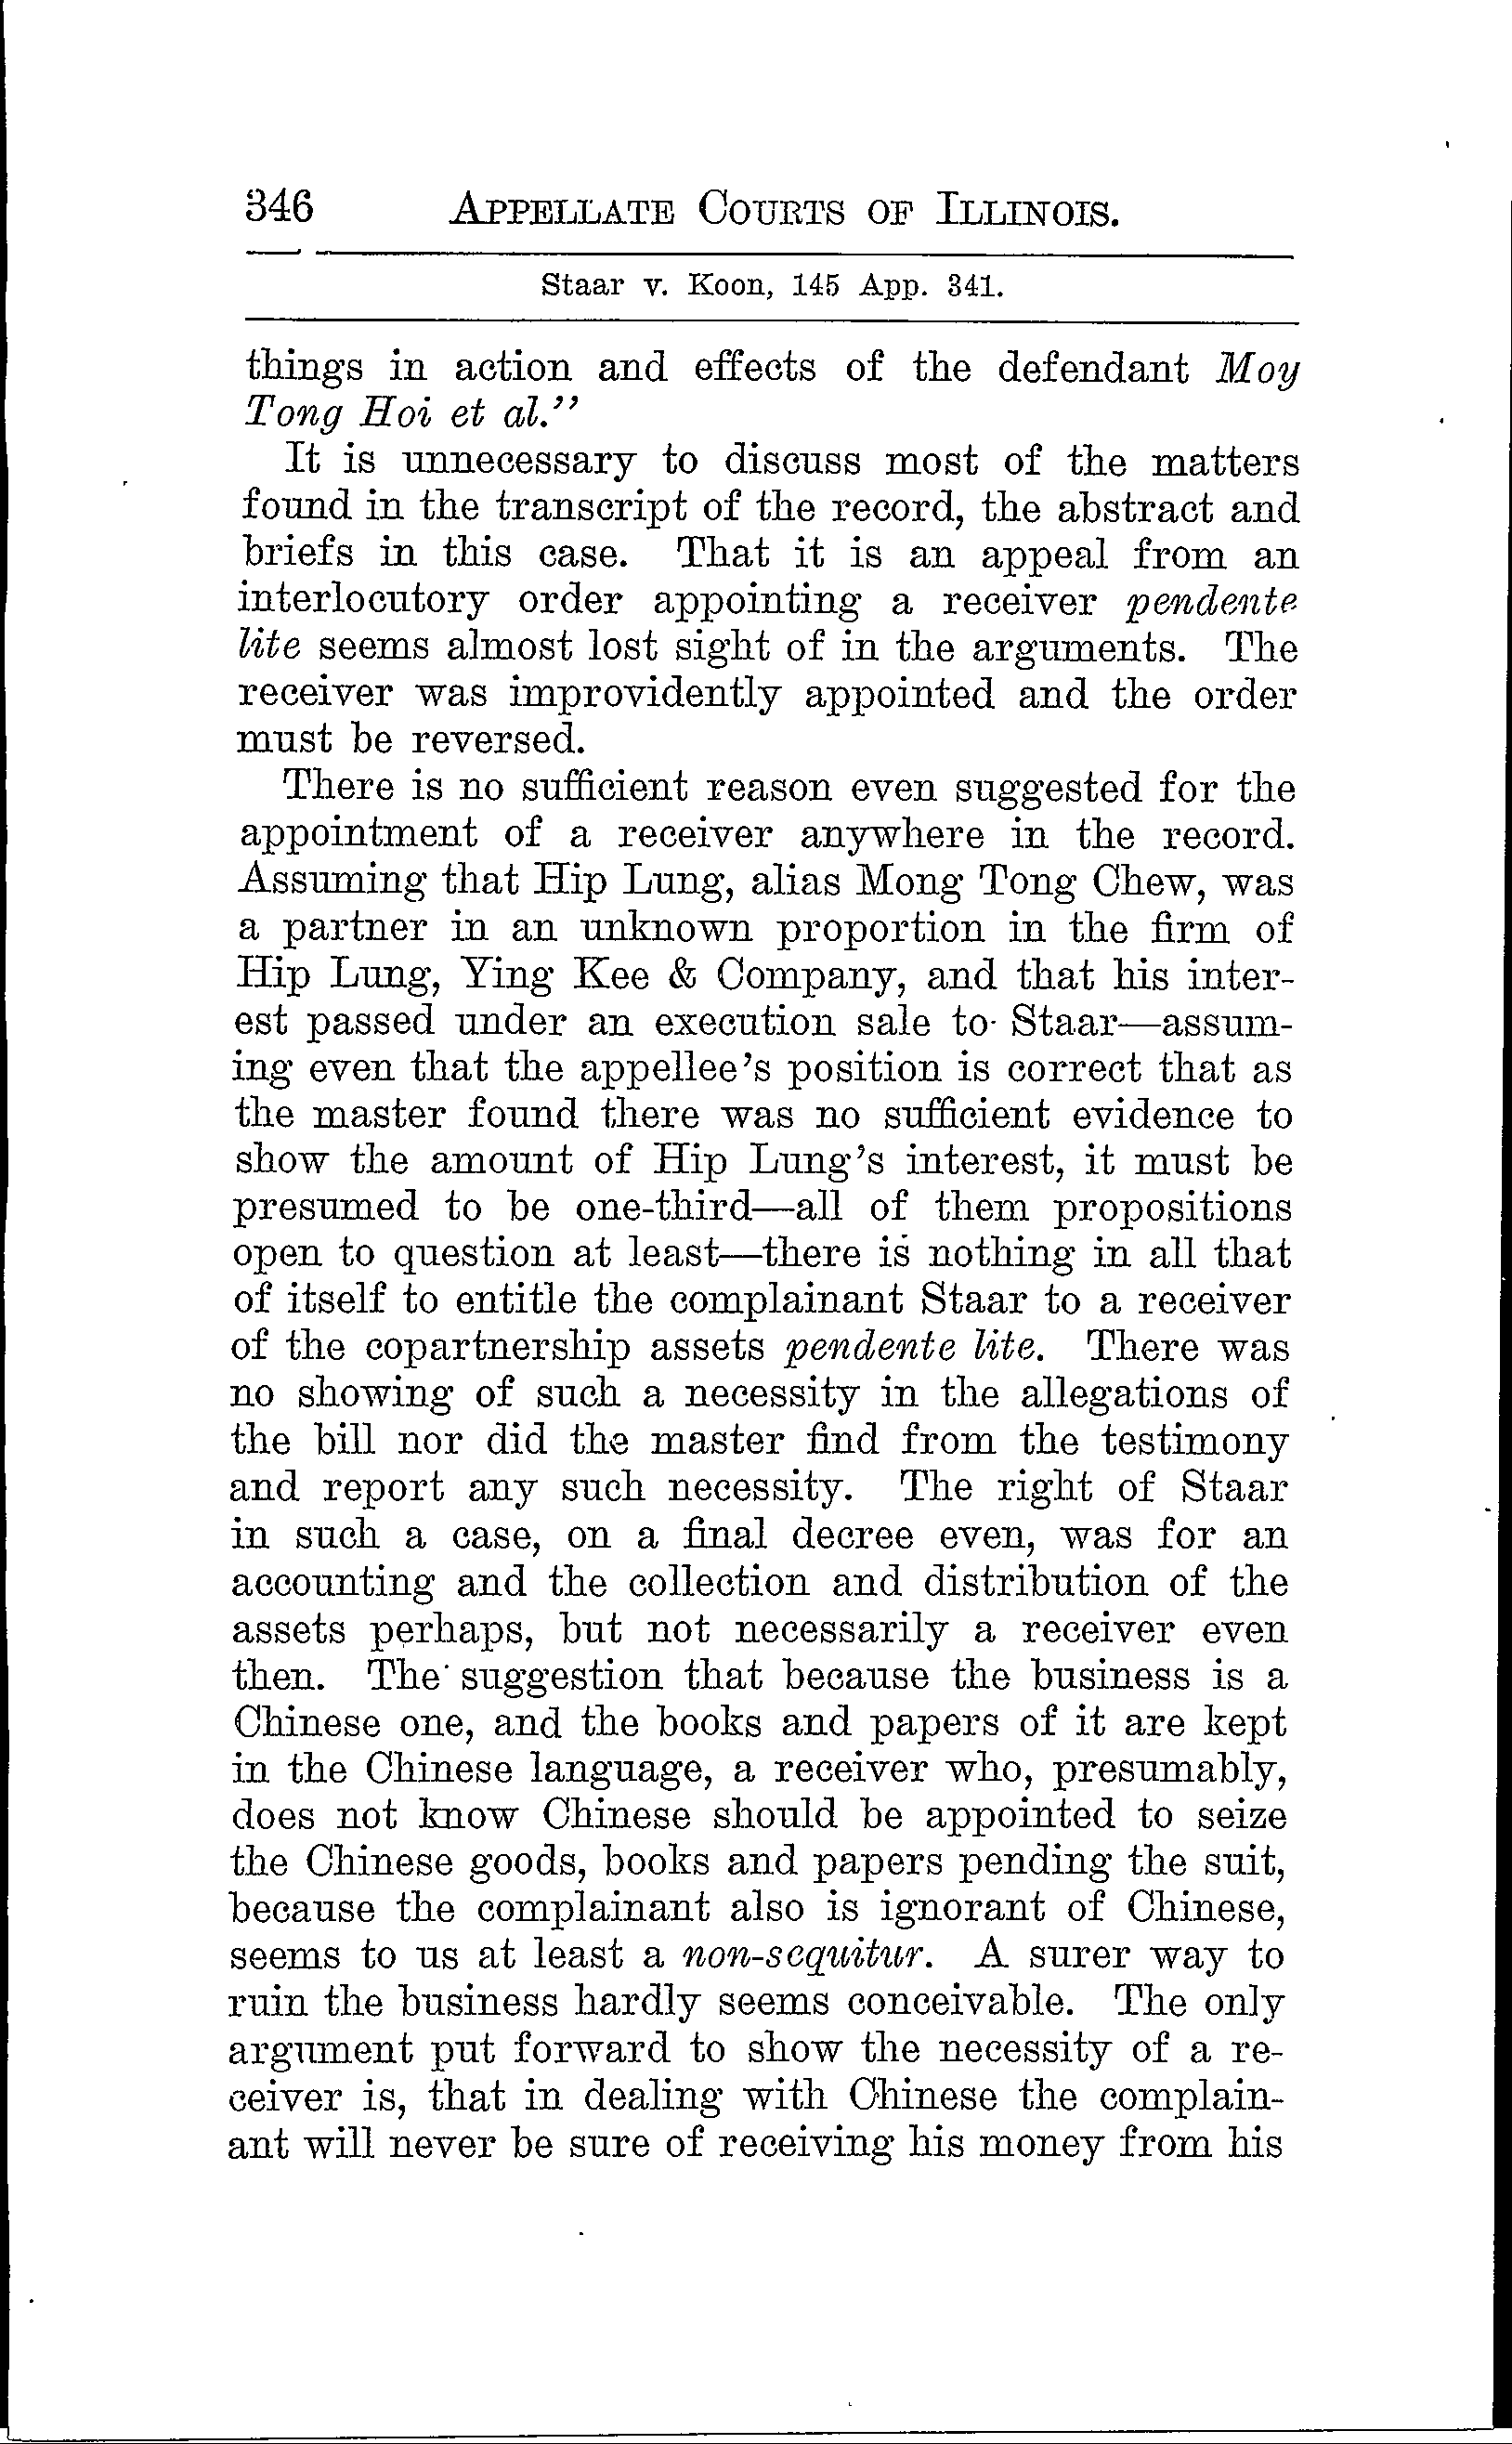 346 APPELLATE COURTS OF ILLINOIS.
Staar v. Koon, 145 App. 341.
things in action and effects of the defendant Moy
Tong Hoi et al.”
It is unnecessary to discuss most of the matters
found in the transcript of the record, the abstract and
briefs in this case. That it is an appeal from an
interlocutory order appointing a receiver pendente
lite seems almost lost sight of in the arguments. The
receiver was improvidently appointed and the order
must be reversed.
There is no sufficient reason even suggested for the
appointment of a receiver anywhere in the record.
Assuming that Hip Lung, alias Mong Tong Chew, was
a partner in an unknown proportion in the firm of
Hip Lung, Ying Kee & Company, and that his inter-
est passed under an execution sale to Staar—assum-
ing even that the appellee’s position is correct that as
the master found there was no sufficient evidence to
show the amount of Hip Lung’s interest, it must be
presumed to be one-third—all of them propositions
open to question at least—there is nothing in all that
of itself to entitle the complainant Staar to a receiver
of the copartnership assets pendente lite. There was
no showing of such a necessity in the allegations of
the bill nor did the master find from the testimony
and report any such necessity. The right of Staar
in such a case, on a final decree even, was for an
accounting and the collection and distribution of the
assets perhaps, but not necessarily a receiver even
then. The suggestion that because the business is a
Chinese one, and the books and papers of it are kept
in the Chinese language, a receiver who, presumably,
does not know Chinese should be appointed to seize
the Chinese goods, books and papers pending the suit,
because the complainant also is ignorant of Chinese,
seems to us at least a non-sequitur. A surer way to
ruin the business hardly seems conceivable. The only
argument put forward to show the necessity of a re-
ceiver is, that in dealing with Chinese the complain-
ant will never be sure of receiving his money from his